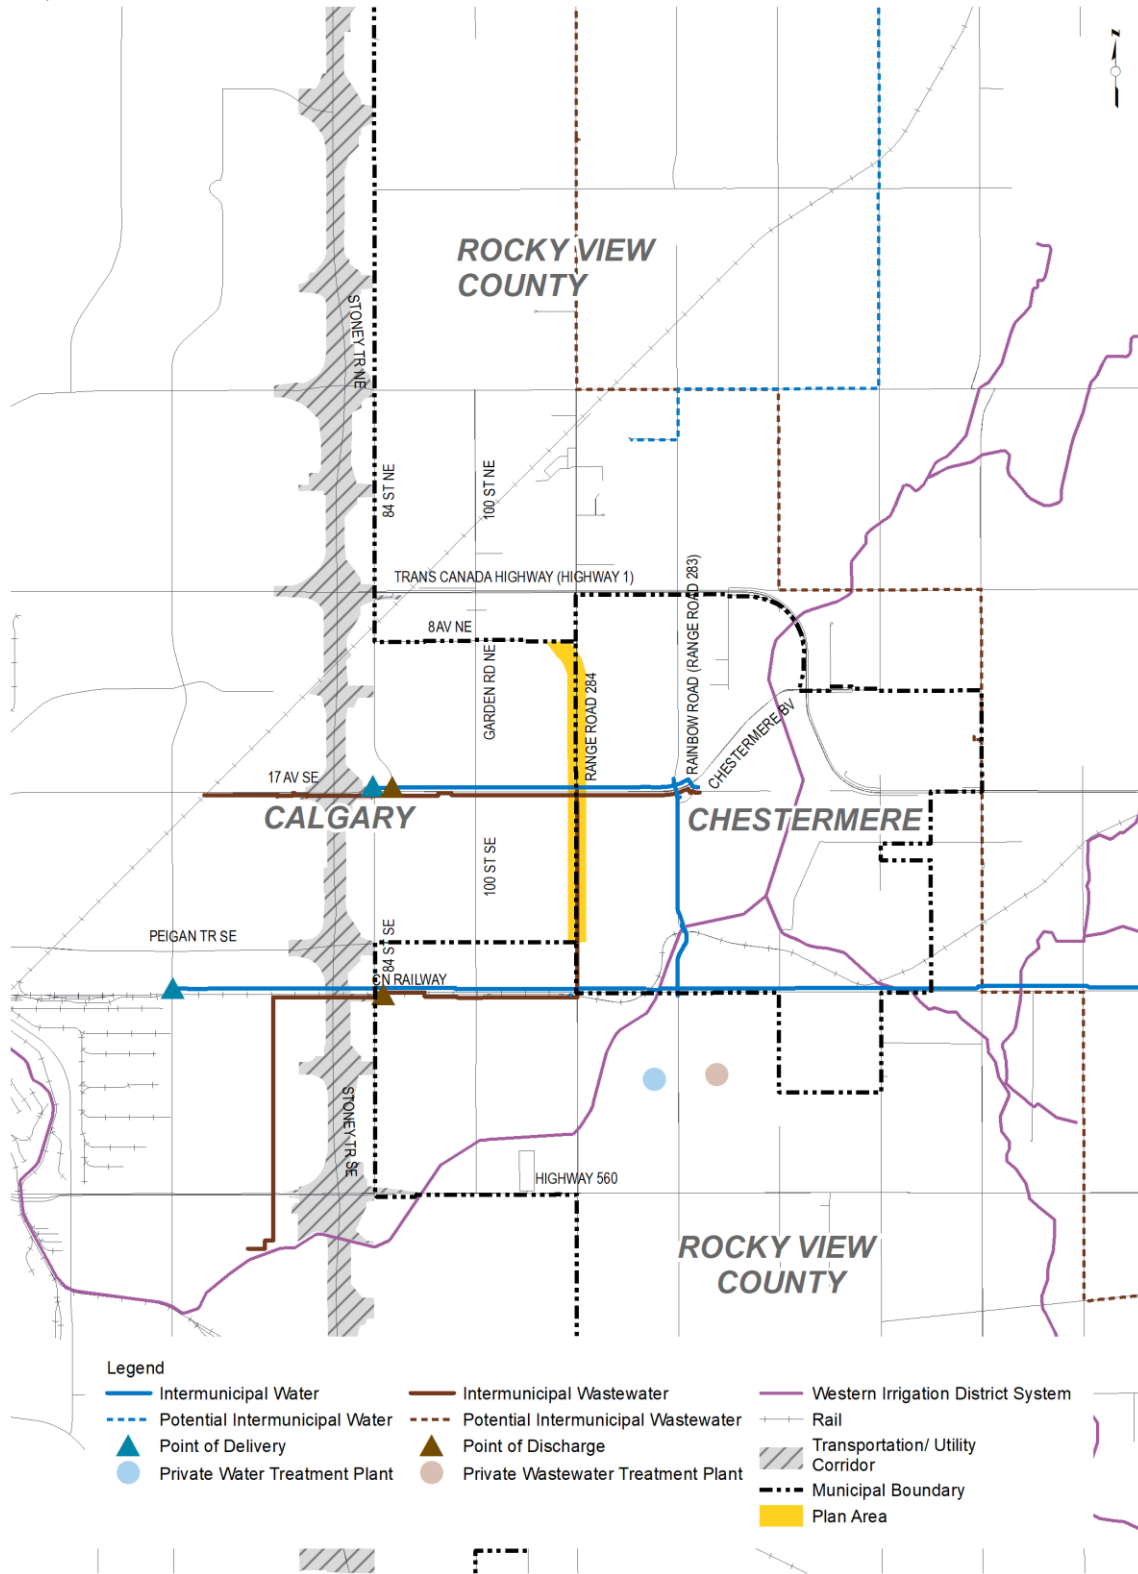 N
ROCKY VIEW
COUNTY
STONEY TR NE
84 ST NE
100 ST NE
TRANS CANADA HIGHWAY (HIGHWAY 1)
RAINBOW ROAD (RANGE ROAD 283)
8 AV NE
GARDEN RD NE
RANGE ROAD 284
CHESTERMERE BV
17 AV SE
CALGARY
CHESTERMERE
100 ST SE
PEIGAN TR SE
84 ST SE
CN RAILWAY
STONEY TR SE
HIGHWAY 560
ROCKY VIEW
COUNTY
Legend
Intermunicipal Water
Potential Intermunicipal Water
Point of Delivery
Private Water Treatment Plant
Intermunicipal Wastewater
Potential Intermunicipal Wastewater
Point of Discharge
Private Wastewater Treatment Plant
Western Irrigation District System
Rail
Transportation/ Utility
Corridor
Municipal Boundary
Plan Area